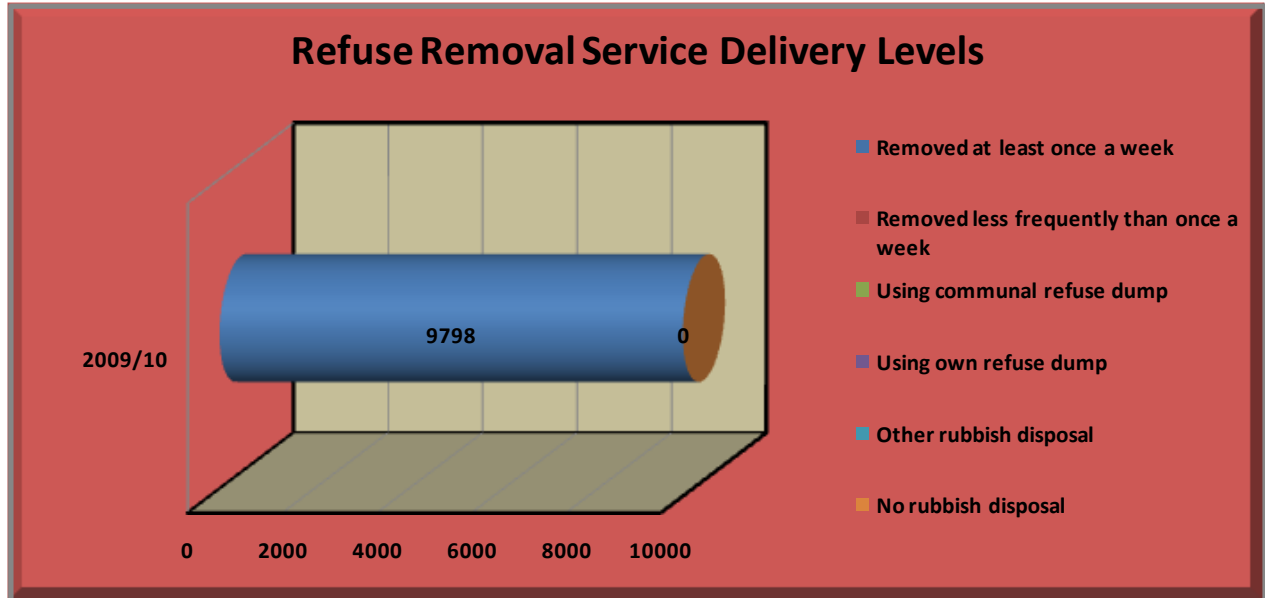 Refuse Removal Service Delivery Levels
Removed at least once a week
Removed less frequently than once a
week
Using communal refuse dump
Using own refuse dump
Other rubbish disposal
No rubbish disposal
9798 0
2009/10
0 2000 4000 6000 8000 10000